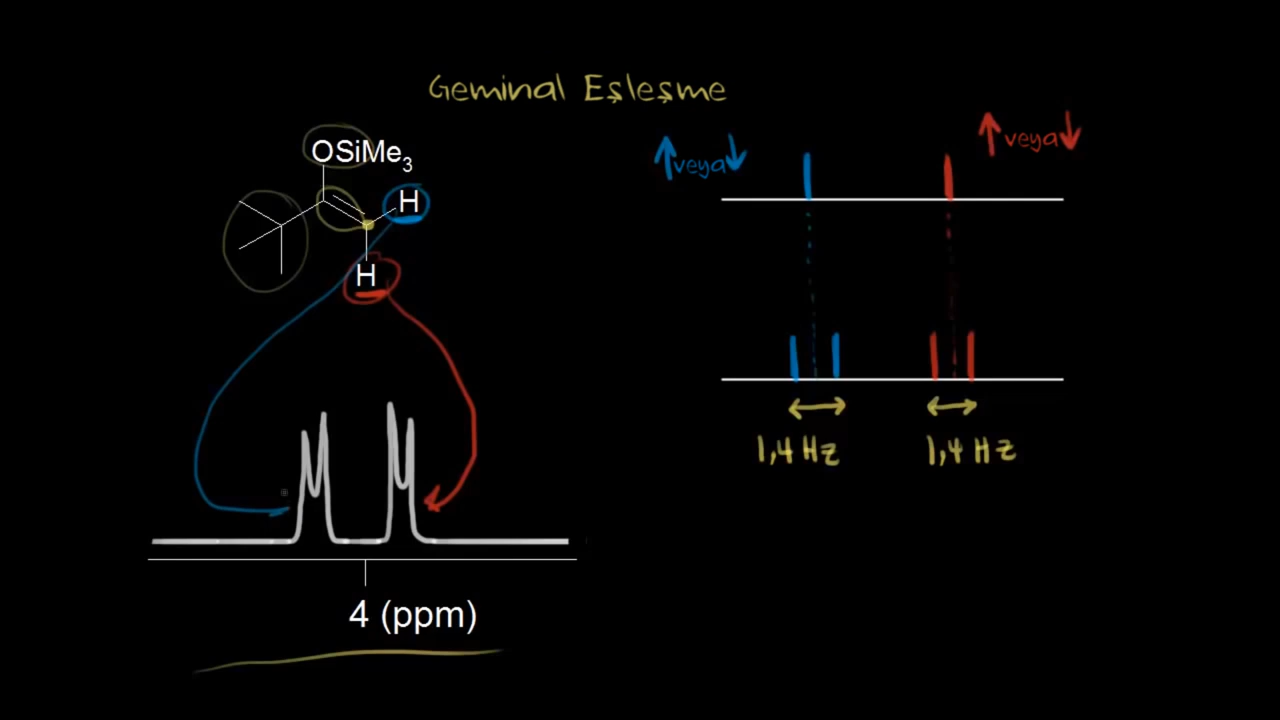 Geminal Eşleşme
OSiMe3
H
H
↑veya↓
↑veya↓
1,4 Hz
1,4 Hz
4 (ppm)